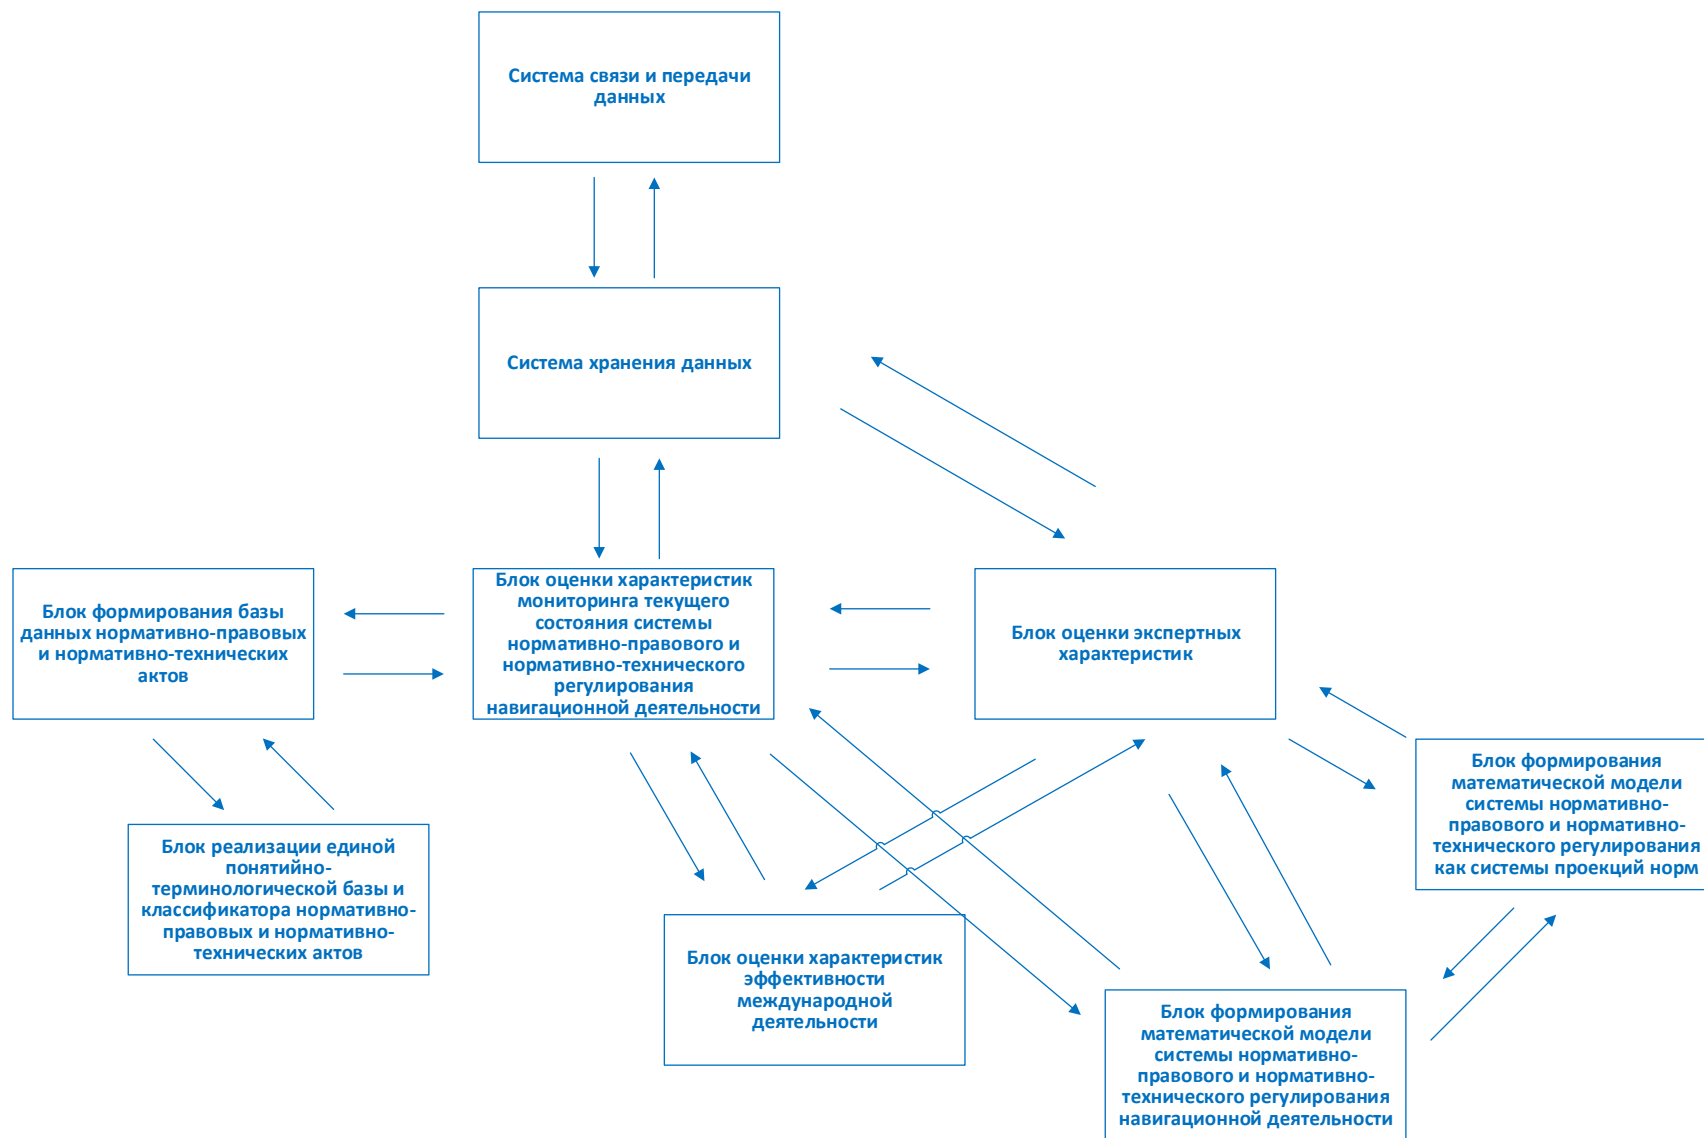 Система связи и передачи
данных
Система хранения данных
Блок формирования базы
данных нормативно-правовых
и нормативно-технических
актов
Блок оценки характеристик
мониторинга текущего
состояния системы
нормативно-правового и
нормативно-технического
регулирования
навигационной деятельности
Блок оценки экспертных
характеристик
Блок формирования
математической модели
системы нормативно-
правового и нормативно-
технического регулирования
как системы проекций норм
Блок реализации единой
понятийно-
терминологической базы и
классификатора нормативно-
правовых и нормативно-
технических актов
Блок оценки характеристик
эффективности
международной
деятельности
Блок формирования
математической модели
системы нормативно-
правового и нормативно-
технического регулирования
навигационной деятельности